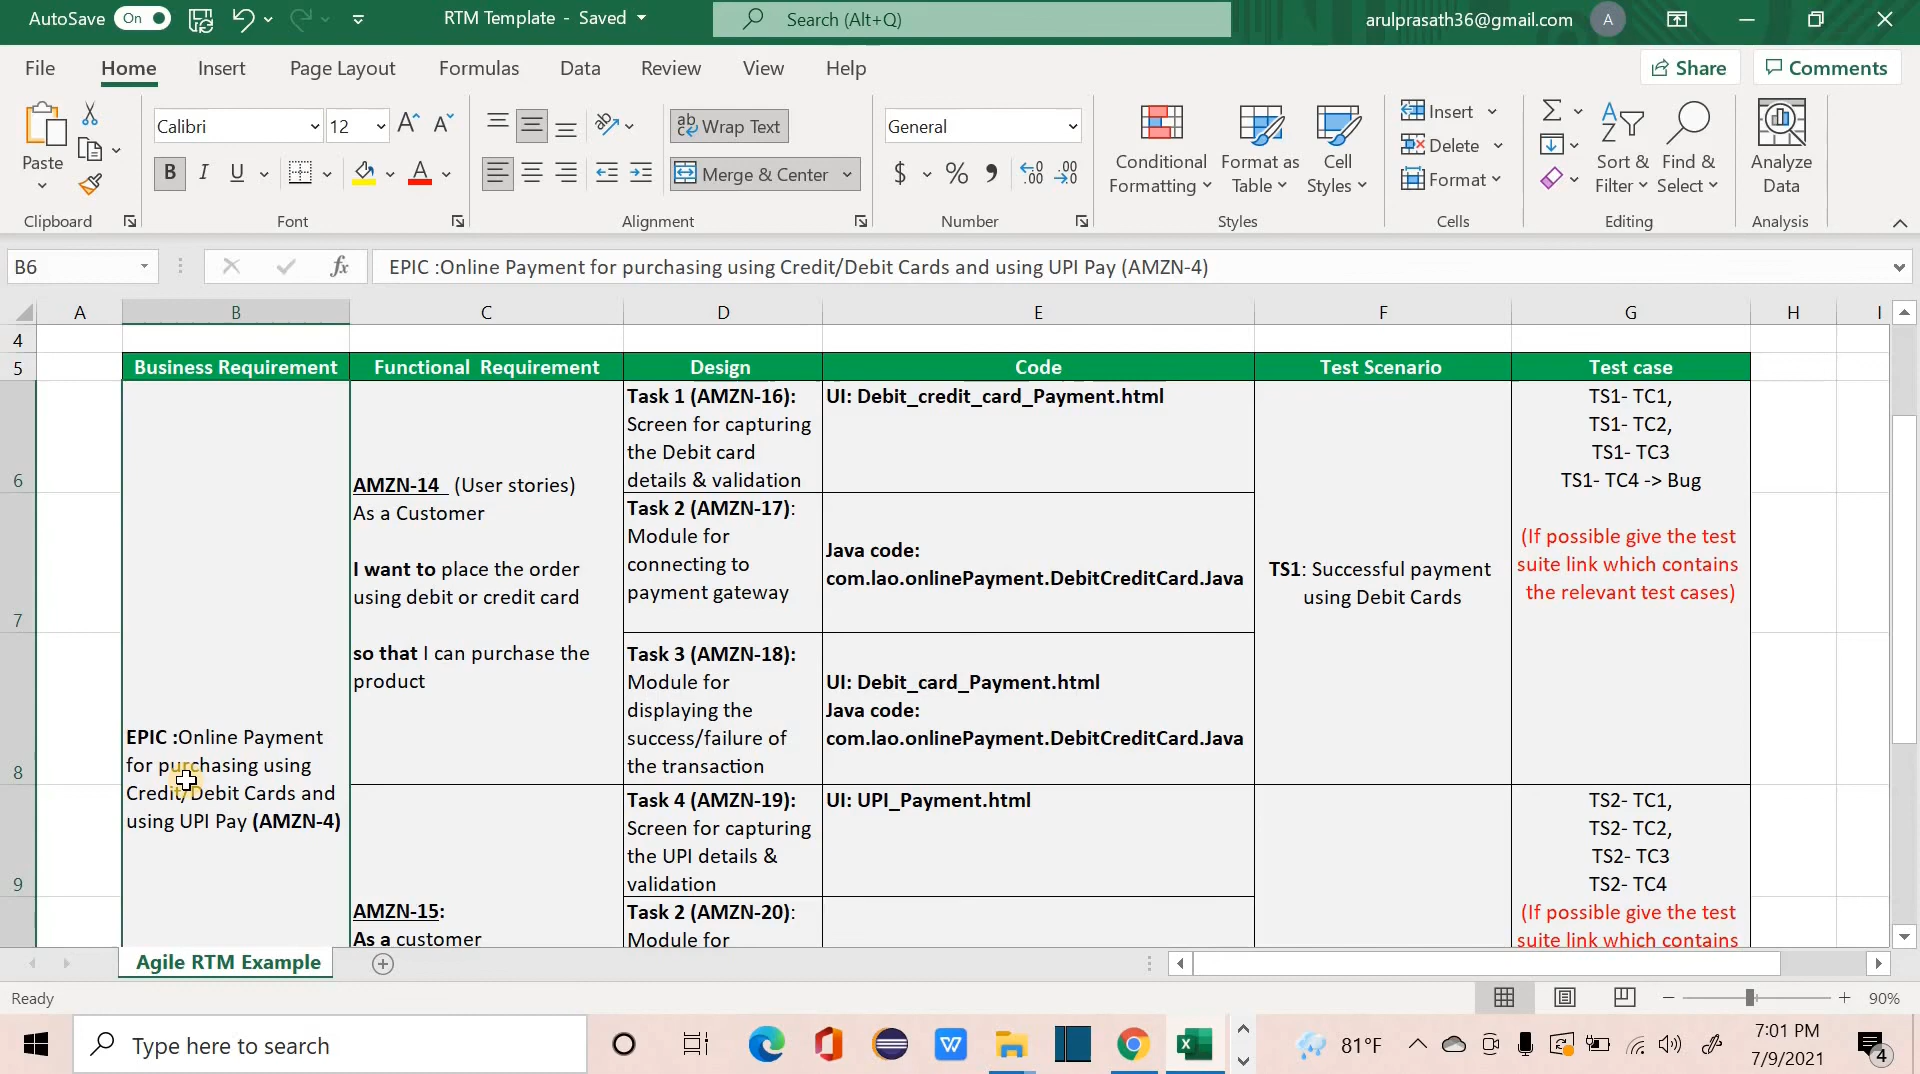 AutoSave On RTM Template - Saved Search (Alt+Q) arulprasath36@gmail.com A
File Home Insert Page Layout Formulas Data Review View Help Share Comments
Paste
Clipboard
Calibri 12
B I U A
Font
ab Wrap Text
Merge & Center
Alignment
General
$ % , .00
Number
Conditional Formatting
Format as Table
Cell Styles
Styles
Insert
Delete
Format
Cells
Sort & Filter
Find & Select
Editing
Analyze Data
Analysis
B6 fx EPIC :Online Payment for purchasing using Credit/Debit Cards and using UPI Pay (AMZN-4)
A B C D E F G H I
4
5
6
7
8
9
Business Requirement Functional Requirement Design Code Test Scenario Test case
EPIC :Online Payment
for purchasing using
Credit/Debit Cards and
using UPI Pay (AMZN-4)
AMZN-14 (User stories)
As a Customer
I want to place the order
using debit or credit card
so that I can purchase the
product
AMZN-15:
As a customer
Task 1 (AMZN-16):
Screen for capturing
the Debit card
details & validation
Task 2 (AMZN-17):
Module for
connecting to
payment gateway
Task 3 (AMZN-18):
Module for
displaying the
success/failure of
the transaction
Task 4 (AMZN-19):
Screen for capturing
the UPI details &
validation
Task 2 (AMZN-20):
Module for
UI: Debit_credit_card_Payment.html
Java code:
com.lao.onlinePayment.DebitCreditCard.Java
UI: Debit_card_Payment.html
Java code:
com.lao.onlinePayment.DebitCreditCard.Java
UI: UPI_Payment.html
TS1: Successful payment
using Debit Cards
TS1- TC1,
TS1- TC2,
TS1- TC3
TS1- TC4 -> Bug
(If possible give the test
suite link which contains
the relevant test cases)
TS2- TC1,
TS2- TC2,
TS2- TC3
TS2- TC4
(If possible give the test
suite link which contains
Agile RTM Example
Ready 90%
Type here to search 81°F 7:01 PM
7/9/2021 4